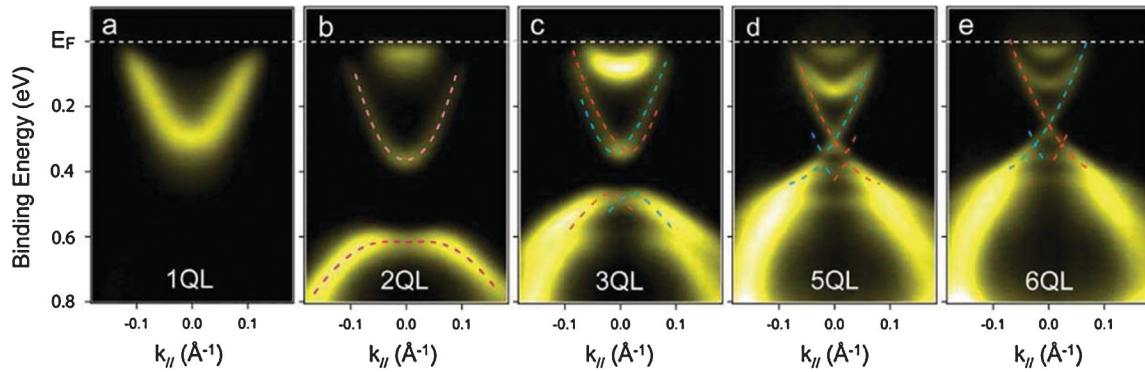 a b c d e
E_F
0.2
0.4
0.6
0.8
Binding Energy (eV)
1QL 2QL 3QL 5QL 6QL
-0.1 0.0 0.1 -0.1 0.0 0.1 -0.1 0.0 0.1 -0.1 0.0 0.1 -0.1 0.0 0.1
k// (Å-1) k// (Å-1) k// (Å-1) k// (Å-1) k// (Å-1)